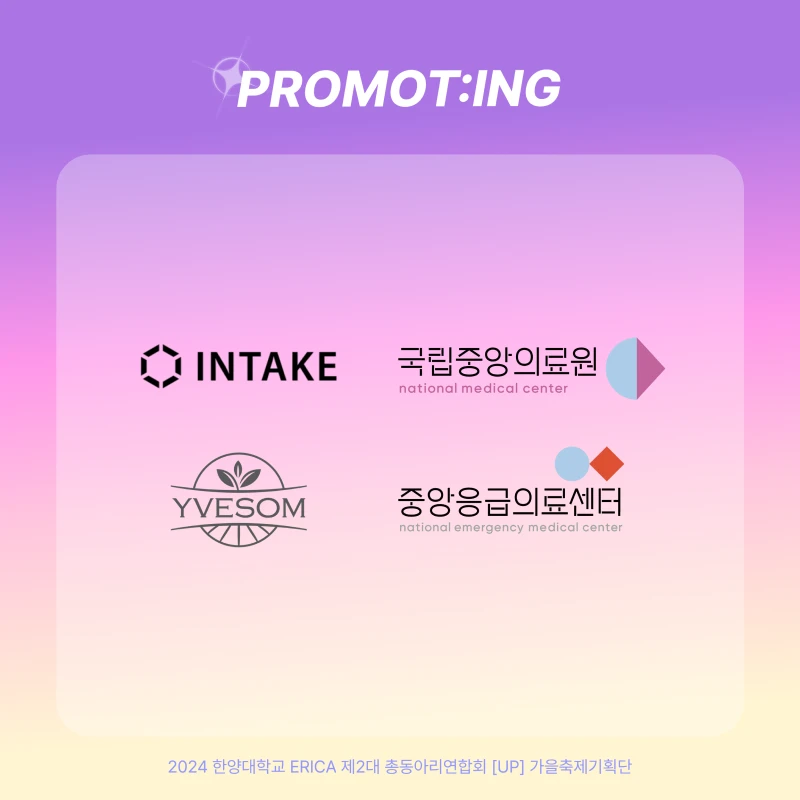 PROMOT:ING
INTAKE
국립중앙의료원
national medical center
YVESOM
중앙응급의료센터
national emergency medical center
2024 한양대학교 ERICA 제2대 총동아리연합회 [UP] 가을축제기획단